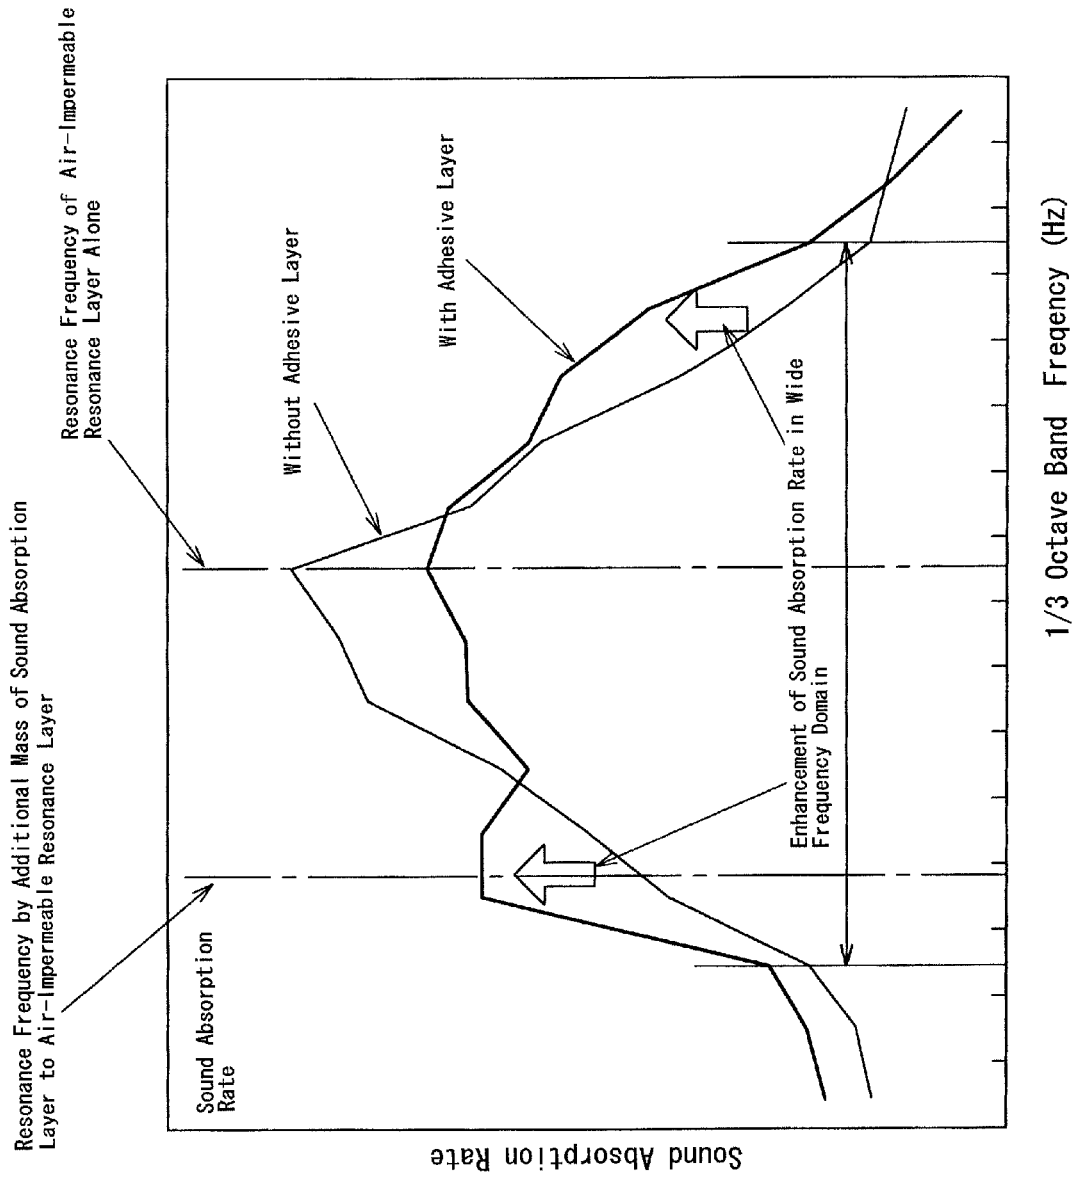 Resonance Frequency by Additional Mass of Sound Absorption
Layer to Air-Impermeable Resonance Layer
Resonance Frequency of Air-Impermeable
Resonance Layer Alone
Sound Absorption
Rate
Without Adhesive Layer
With Adhesive Layer
Enhancement of Sound Absorption Rate in Wide
Frequency Domain
Sound Absorption Rate
1/3 Octave Band Freqency (Hz)